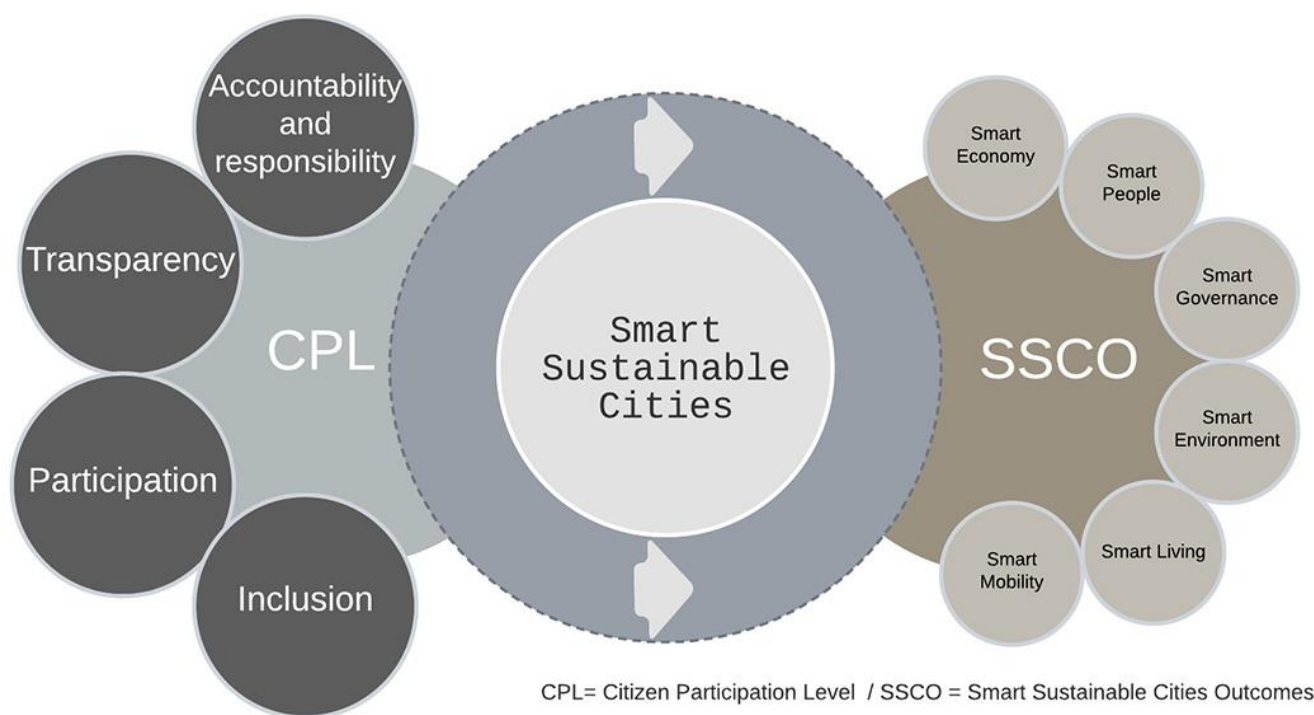 Accountability
and
responsibility
Transparency
CPL
Participation
Inclusion
Smart
Sustainable
Cities
SSCO
Smart
Economy
Smart
People
Smart
Governance
Smart
Environment
Smart Living
Smart
Mobility
CPL= Citizen Participation Level / SSCO = Smart Sustainable Cities Outcomes